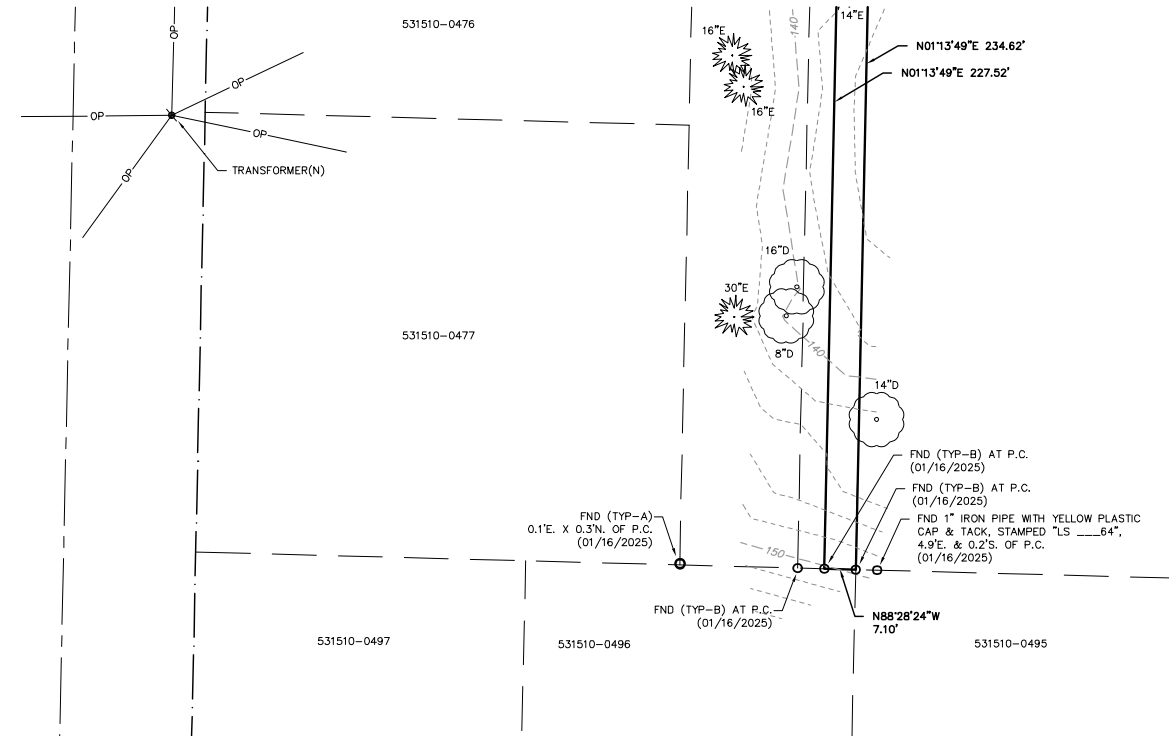 531510-0476
OP
OP
OP
OP
OP
TRANSFORMER(N)
16"E
16"E
140
14"E
N01°13'49"E 234.62'
N01°13'49"E 227.52'
531510-0477
16"D
30"E
8"D
140
14"D
FND (TYP-B) AT P.C.
(01/16/2025)
FND (TYP-B) AT P.C.
(01/16/2025)
FND 1" IRON PIPE WITH YELLOW PLASTIC
CAP & TACK, STAMPED "LS ___64",
4.9'E. & 0.2'S. OF P.C.
(01/16/2025)
FND (TYP-A)
0.1'E. X 0.3'N. OF P.C.
(01/16/2025)
150
FND (TYP-B) AT P.C.
(01/16/2025)
N88°28'24"W
7.10'
531510-0497
531510-0496
531510-0495